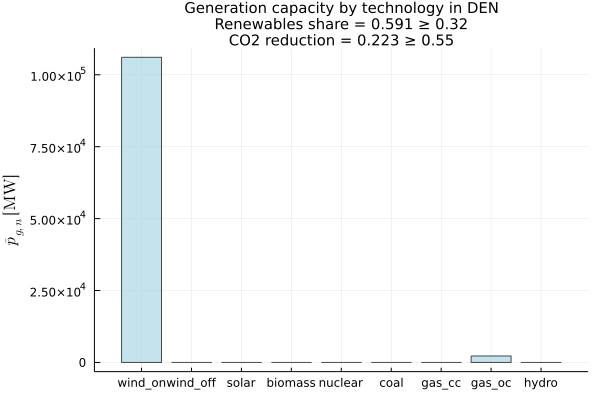 Generation capacity by technology in DEN
Renewables share = 0.591 ≥ 0.32
CO2 reduction = 0.223 ≥ 0.55
p̄_{g,n} [MW]
1.00×10⁵
7.50×10⁴
5.00×10⁴
2.50×10⁴
0
wind_on wind_off solar biomass nuclear coal gas_cc gas_oc hydro